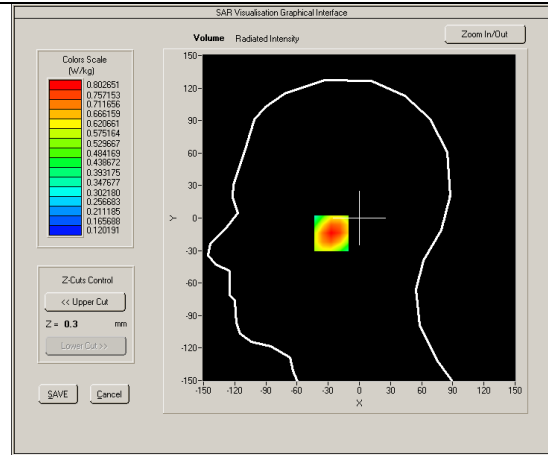 SAR Visualisation Graphical Interface
Volume Radiated Intensity
Zoom In/Out
Colors Scale
(W/kg)
0.802651
0.757153
0.711656
0.666159
0.620661
0.575164
0.529667
0.484169
0.438672
0.393175
0.347677
0.302180
0.256683
0.211185
0.165688
0.120191
Z-Cuts Control
<< Upper Cut
Z = 0.3 mm
Lower Cut >>
SAVE
Cancel
150-
120-
90-
60-
30-
0-
-30-
-60-
-90-
-120-
-150-
Y
-150 -120 -90 -60 -30 0 30 60 90 120 150
X